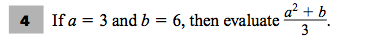 4 If a = 3 and b = 6, then evaluate (a² + b)/3.